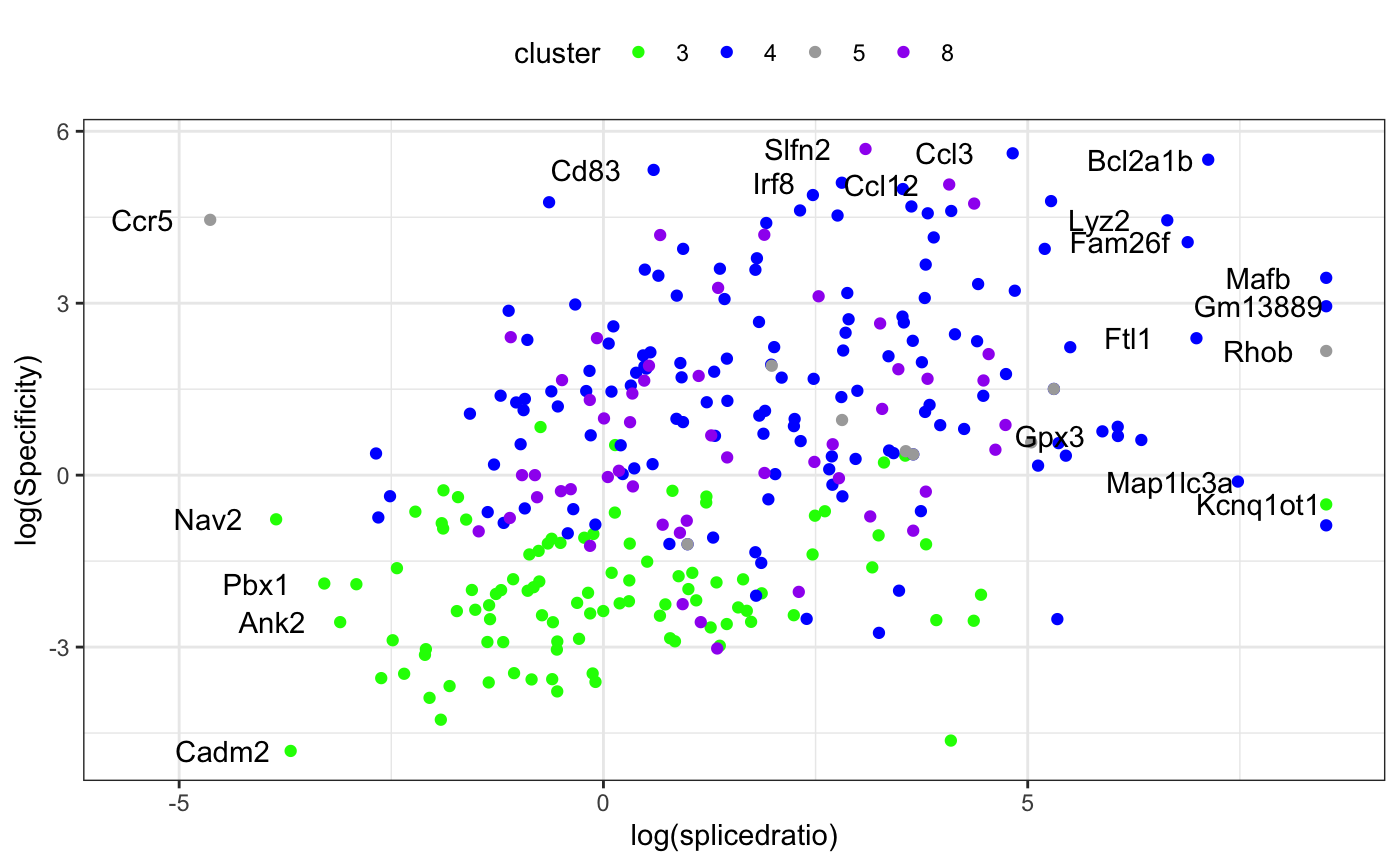 cluster 3 4 5 8
6
Slfn2 Ccl3
Cd83 Bcl2a1b
Irf8 Ccl12
Ccr5 Lyz2
Fam26f
Mafb
3 Gm13889
Ftl1 Rhob
Gpx3
0
Map1lc3a
Nav2 Kcnq1ot1
Pbx1
Ank2
-3
Cadm2
-5 0 5
log(splicedratio)
log(Specificity)